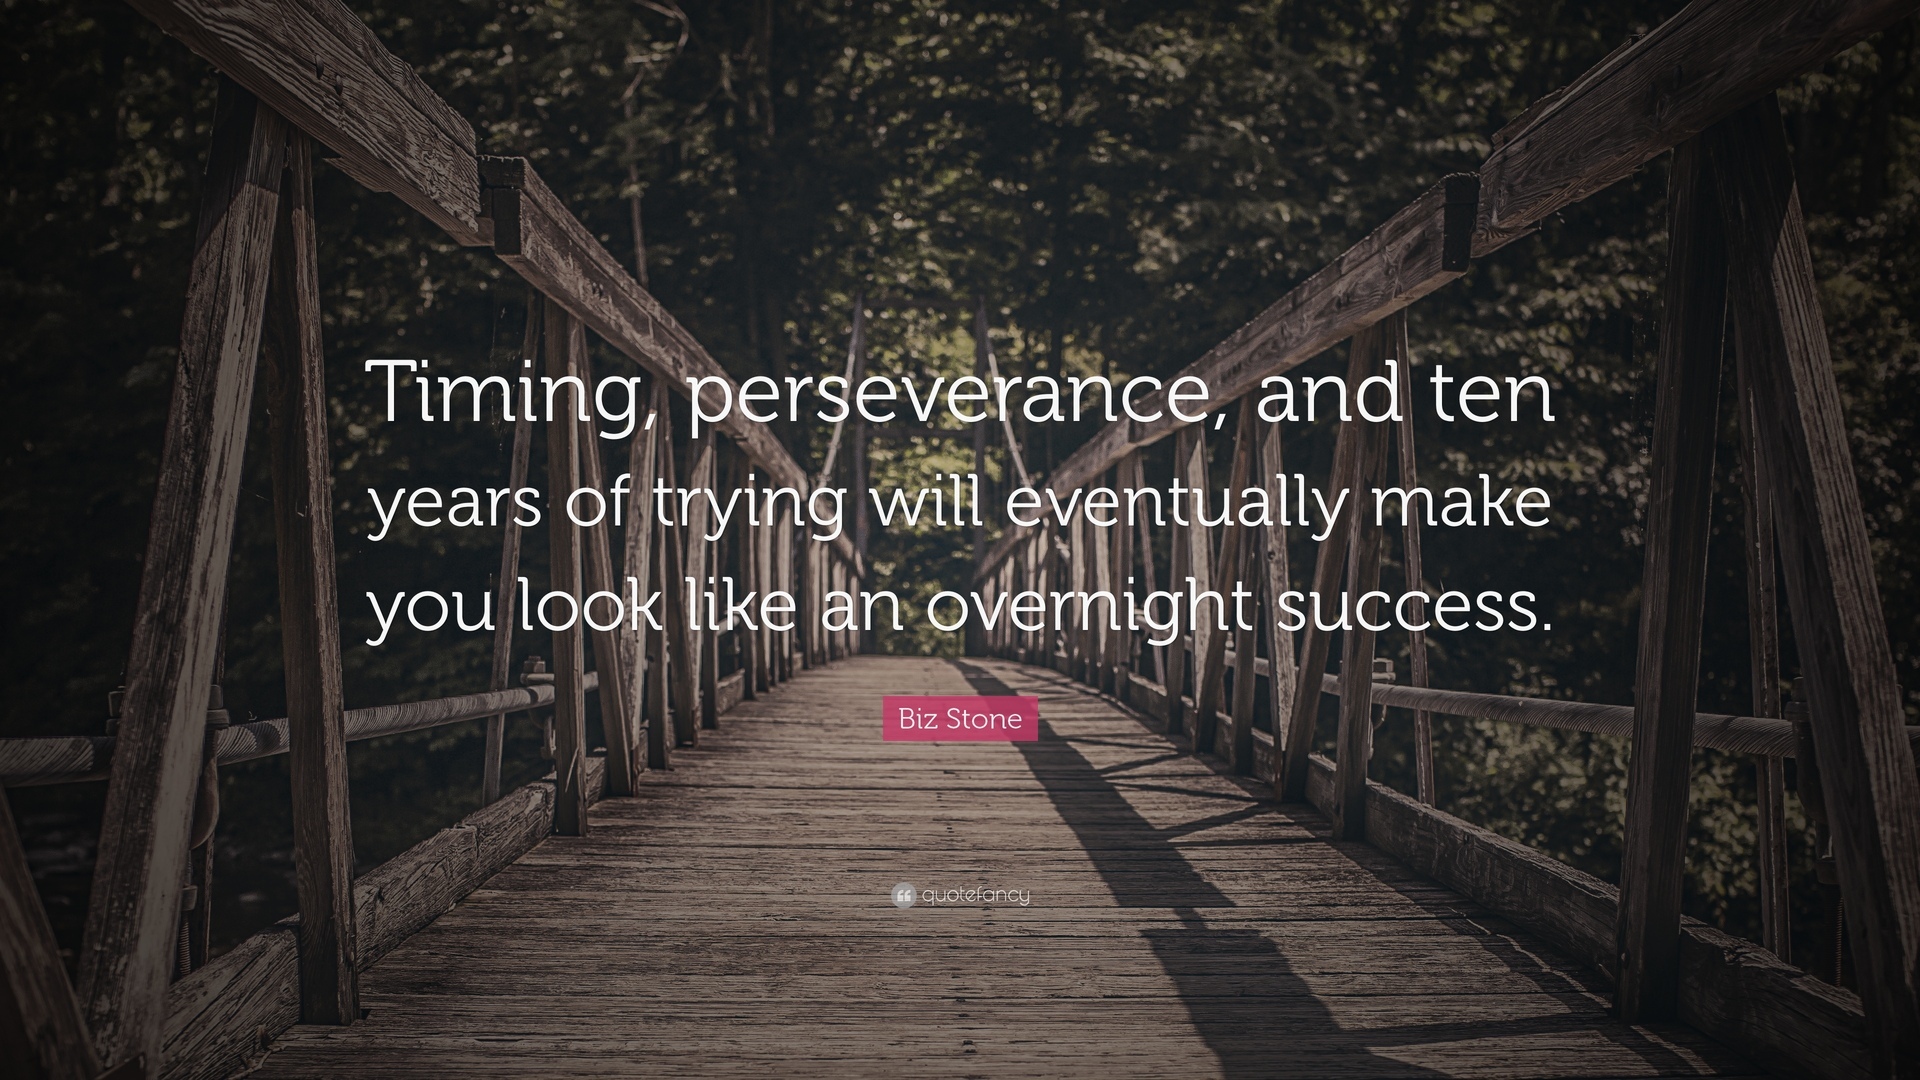 Timing, perseverance, and ten
years of trying will eventually make
you look like an overnight success.
Biz Stone
quotefancy